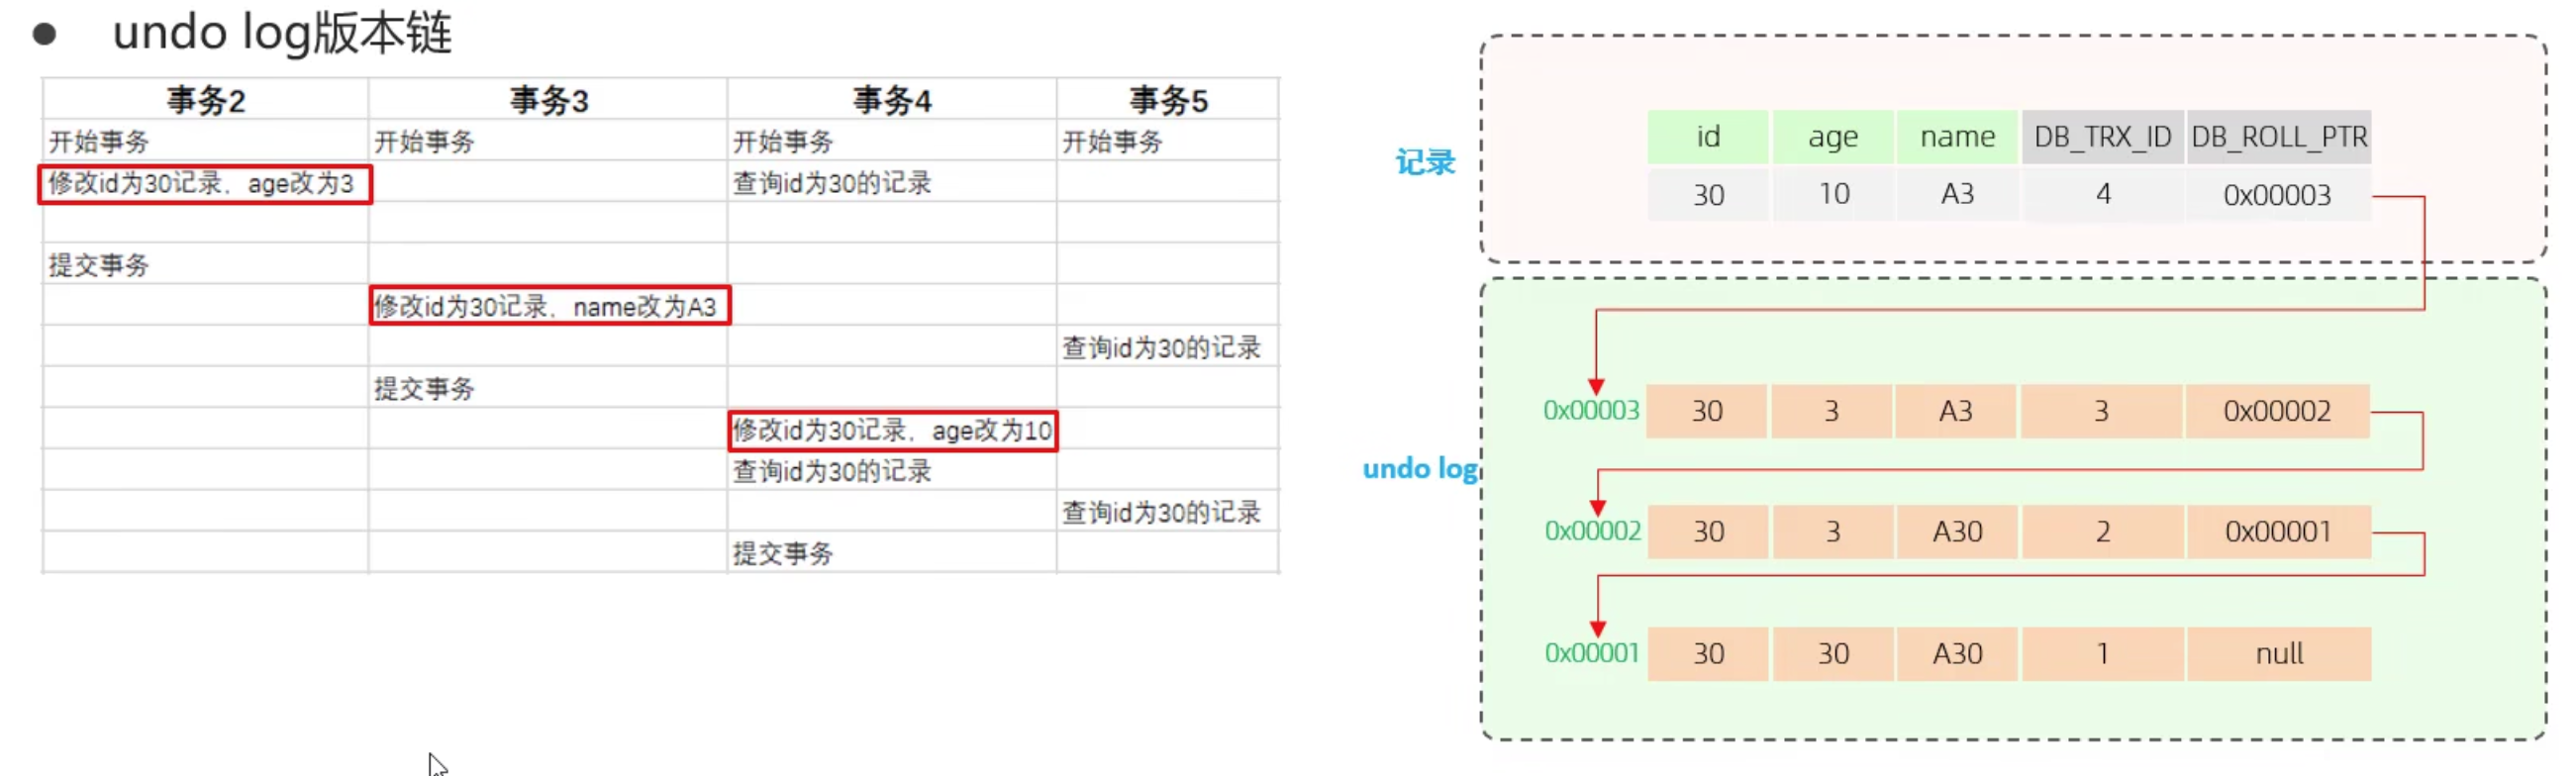 undo log版本链
事务2 事务3 事务4 事务5
开始事务 开始事务 开始事务 开始事务
修改id为30记录，age改为3 查询id为30的记录
提交事务
修改id为30记录，name改为A3
查询id为30的记录
提交事务
修改id为30记录，age改为10
查询id为30的记录
查询id为30的记录
提交事务
记录
id age name DB_TRX_ID DB_ROLL_PTR
30 10 A3 4 0x00003
undo log
0x00003 30 3 A3 3 0x00002
0x00002 30 3 A30 2 0x00001
0x00001 30 30 A30 1 null